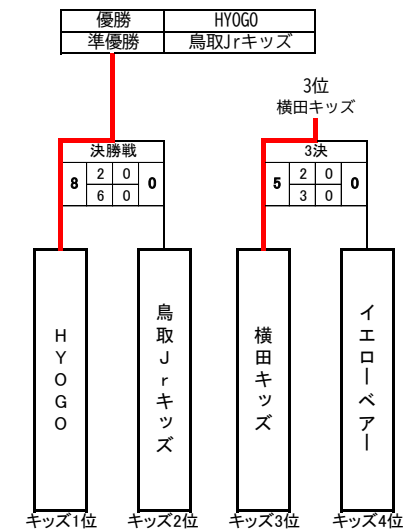 優勝 HYOGO
準優勝 鳥取Jrキッズ
3位
横田キッズ
決勝戦 3決
8 2 0 0 5 2 0 0
6 0 3 0
HYOGO
鳥取Jrキッズ
横田キッズ
イエローベアー
キッズ1位 キッズ2位 キッズ3位 キッズ4位